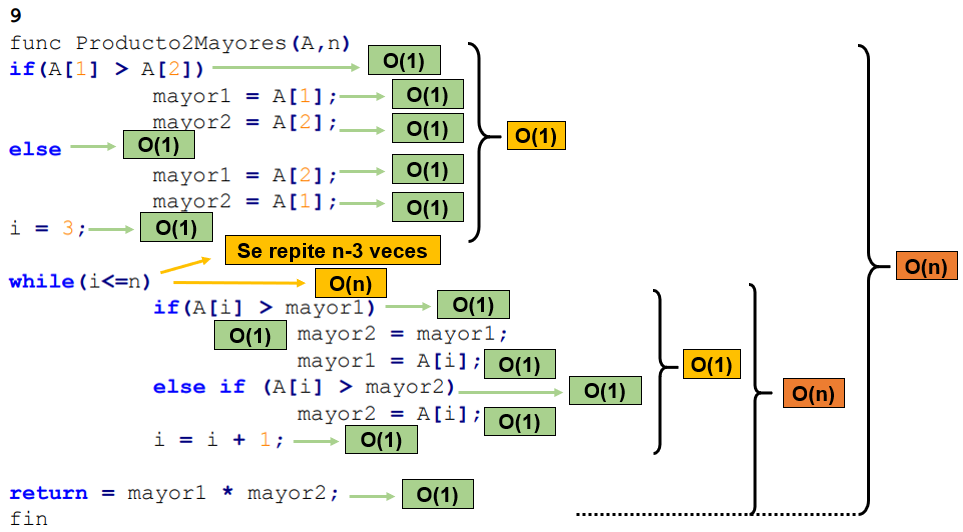 9
func Producto2Mayores(A,n)
if(A[1] > A[2]) O(1)
mayor1 = A[1]; O(1)
mayor2 = A[2]; O(1)
else O(1)
O(1)
mayor1 = A[2]; O(1)
mayor2 = A[1]; O(1)
i = 3; O(1)
Se repite n-3 veces
while(i<=n) O(n)
O(n)
if(A[i] > mayor1) O(1)
O(1) mayor2 = mayor1;
mayor1 = A[i]; O(1)
O(1)
else if (A[i] > mayor2) O(1)
O(n)
mayor2 = A[i]; O(1)
i = i + 1; O(1)
return = mayor1 * mayor2; O(1)
fin